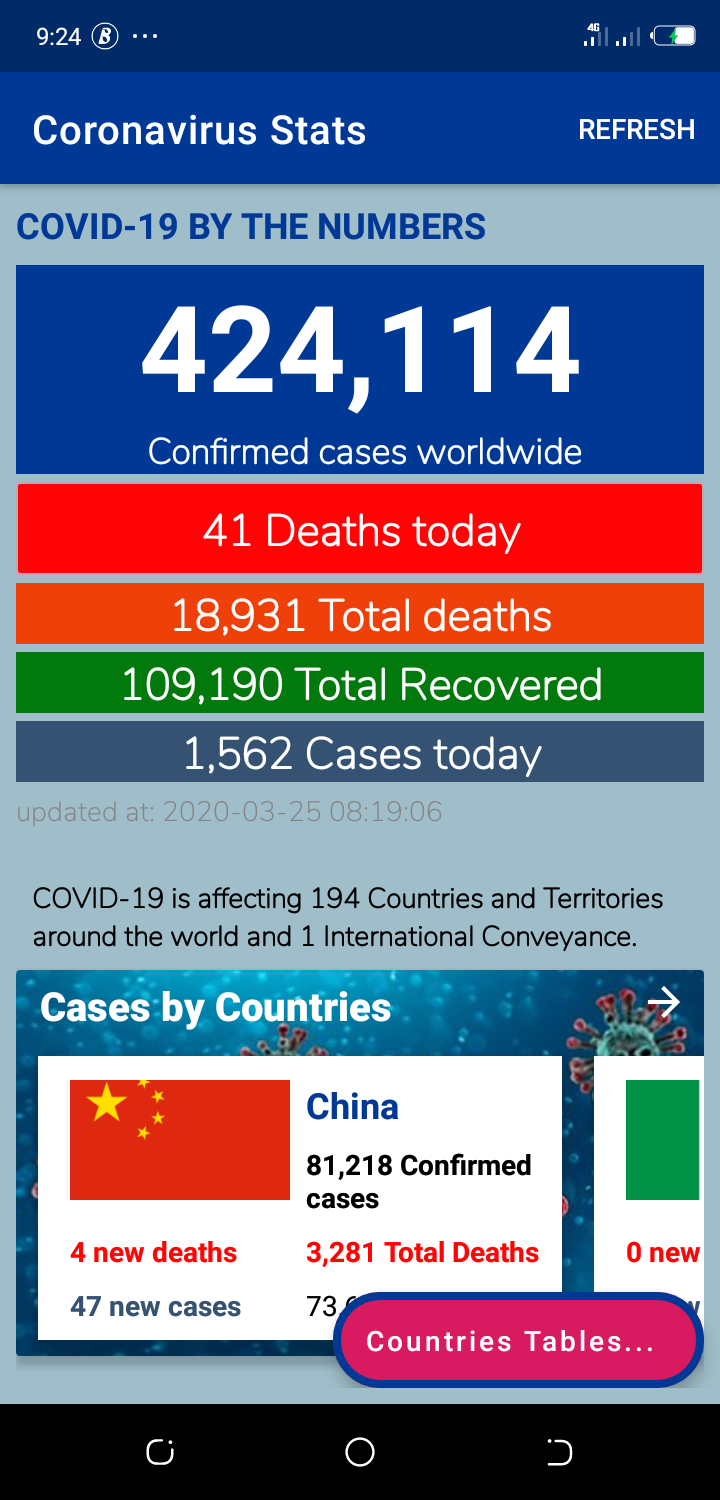 9:24
4G
Coronavirus Stats
REFRESH
COVID-19 BY THE NUMBERS
424,114
Confirmed cases worldwide
41 Deaths today
18,931 Total deaths
109,190 Total Recovered
1,562 Cases today
updated at: 2020-03-25 08:19:06
COVID-19 is affecting 194 Countries and Territories
around the world and 1 International Conveyance.
Cases by Countries
China
81,218 Confirmed
cases
4 new deaths
3,281 Total Deaths
0 new
47 new cases
Countries Tables...